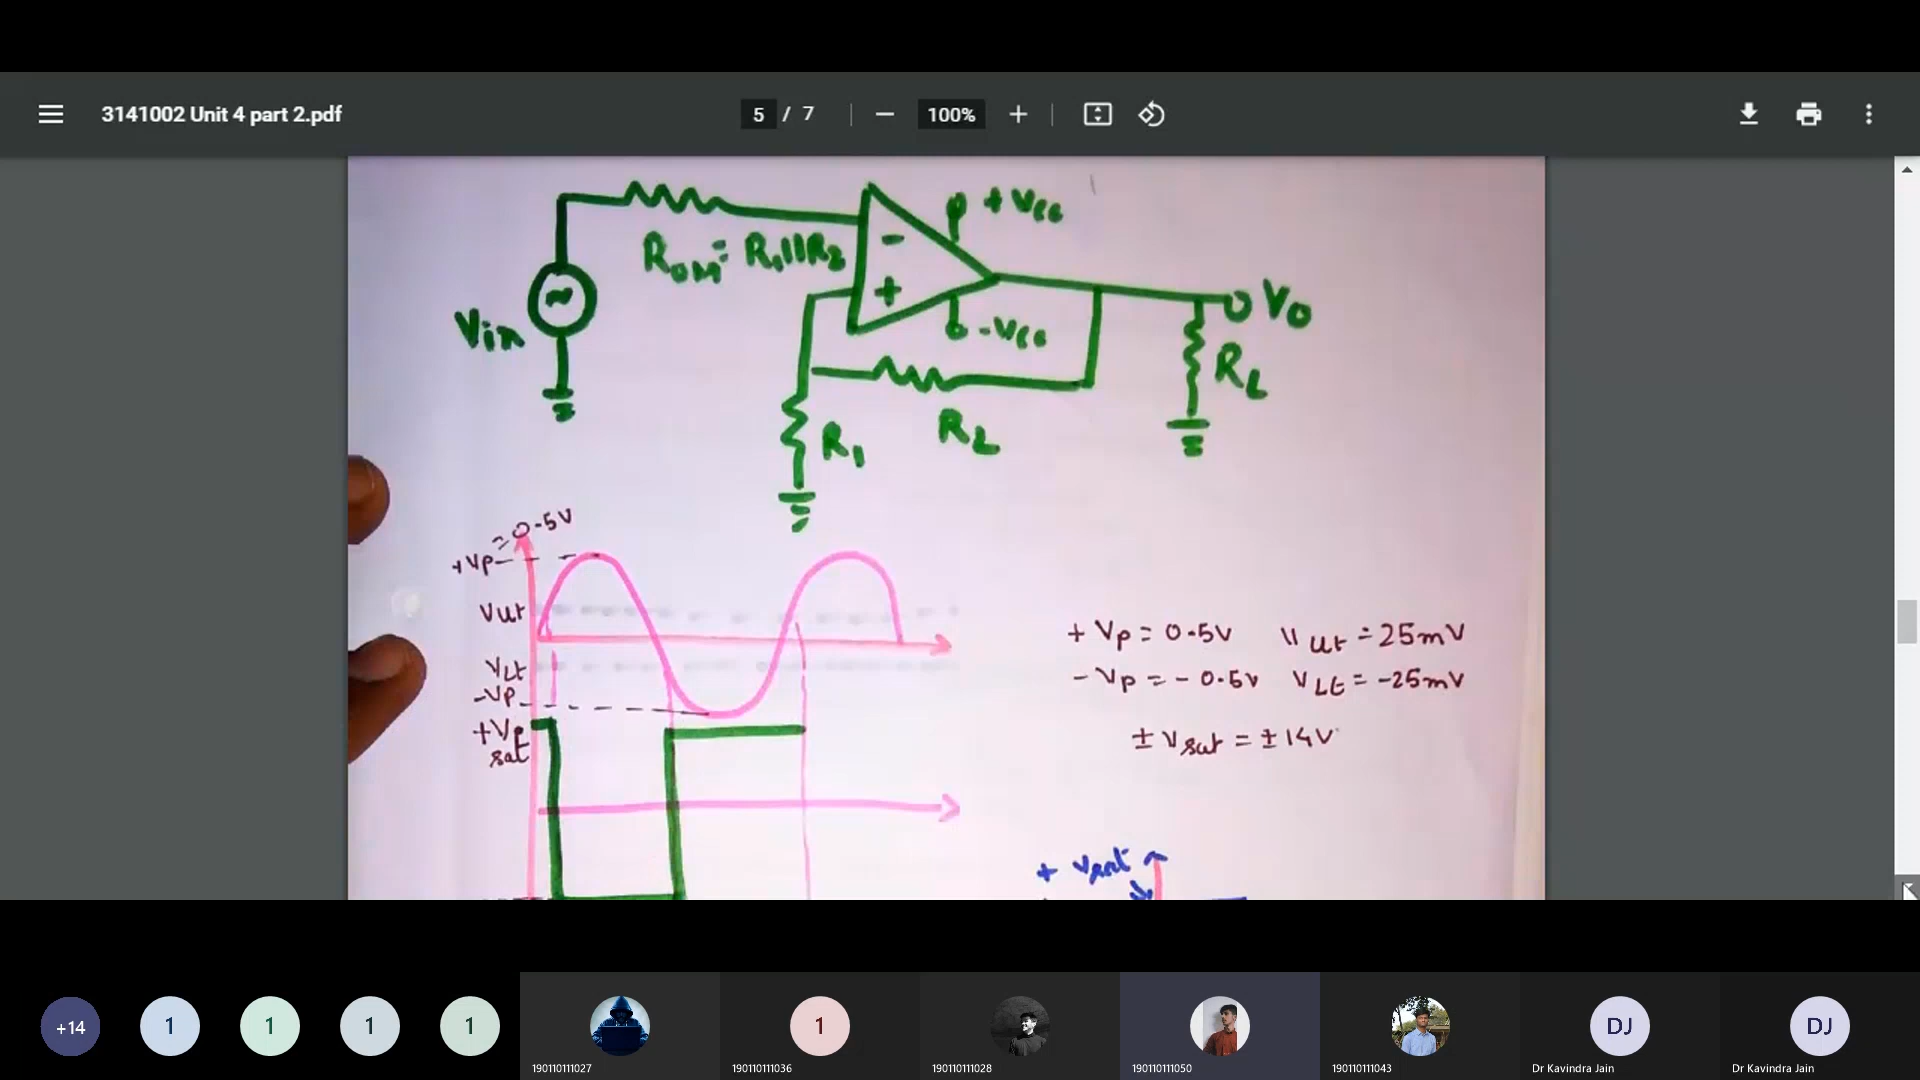 3141002 Unit 4 part 2.pdf
5 / 7
100%
+Vcc
Rom = R1||R2
-
+
-Vcc
Vin
Vo
RL
R1
R2
= 0.5V
+Vp
Vut
VLt
-Vp
+Vp
sat
+Vp = 0.5V Vut = 25mV
-Vp = -0.5V VLt = -25mV
± Vsat = ±14V
+ Vsat
+14
1
1
1
1
1
DJ
DJ
190110111027
190110111036
190110111028
190110111050
190110111043
Dr Kavindra Jain
Dr Kavindra Jain